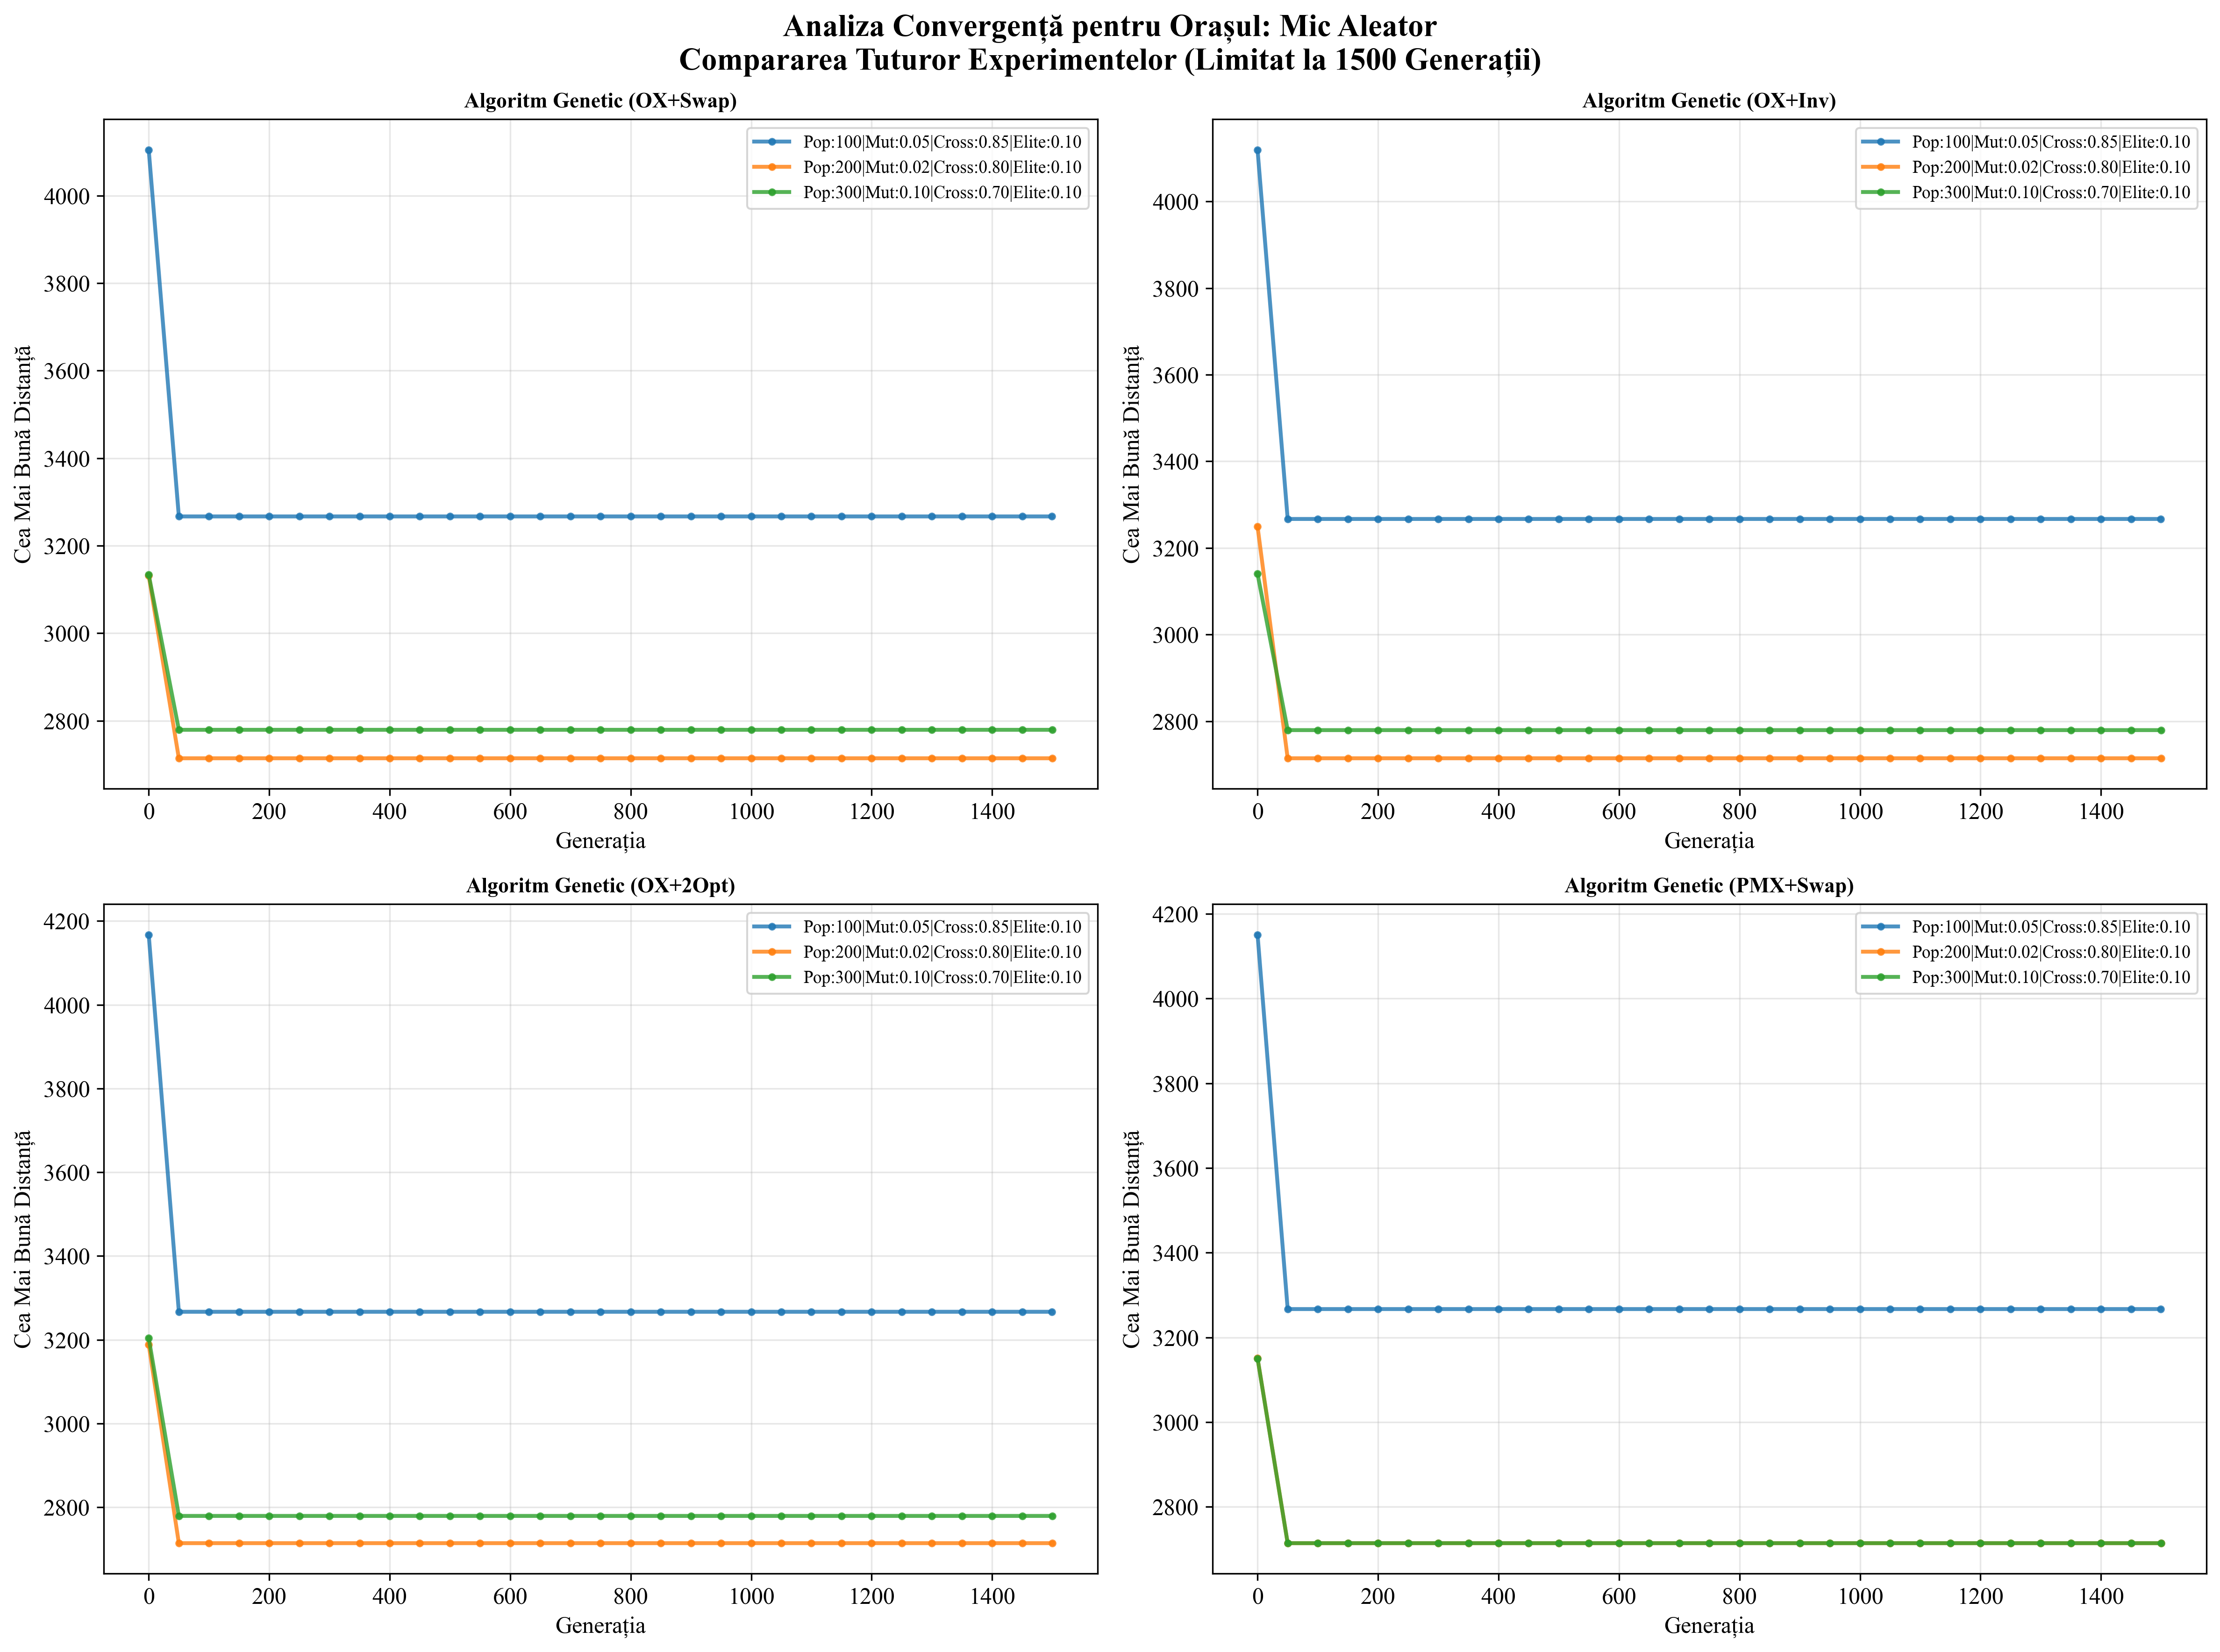 Analiza Convergență pentru Orașul: Mic Aleator
Compararea Tuturor Experimentelor (Limitat la 1500 Generații)
Algoritm Genetic (OX+Swap)
Pop:100|Mut:0.05|Cross:0.85|Elite:0.10
Pop:200|Mut:0.02|Cross:0.80|Elite:0.10
Pop:300|Mut:0.10|Cross:0.70|Elite:0.10
Cea Mai Bună Distanță
4000
3800
3600
3400
3200
3000
2800
0 200 400 600 800 1000 1200 1400
Generația
Algoritm Genetic (OX+Inv)
Pop:100|Mut:0.05|Cross:0.85|Elite:0.10
Pop:200|Mut:0.02|Cross:0.80|Elite:0.10
Pop:300|Mut:0.10|Cross:0.70|Elite:0.10
Cea Mai Bună Distanță
4000
3800
3600
3400
3200
3000
2800
0 200 400 600 800 1000 1200 1400
Generația
Algoritm Genetic (OX+2Opt)
Pop:100|Mut:0.05|Cross:0.85|Elite:0.10
Pop:200|Mut:0.02|Cross:0.80|Elite:0.10
Pop:300|Mut:0.10|Cross:0.70|Elite:0.10
Cea Mai Bună Distanță
4200
4000
3800
3600
3400
3200
3000
2800
0 200 400 600 800 1000 1200 1400
Generația
Algoritm Genetic (PMX+Swap)
Pop:100|Mut:0.05|Cross:0.85|Elite:0.10
Pop:200|Mut:0.02|Cross:0.80|Elite:0.10
Pop:300|Mut:0.10|Cross:0.70|Elite:0.10
Cea Mai Bună Distanță
4200
4000
3800
3600
3400
3200
3000
2800
0 200 400 600 800 1000 1200 1400
Generația